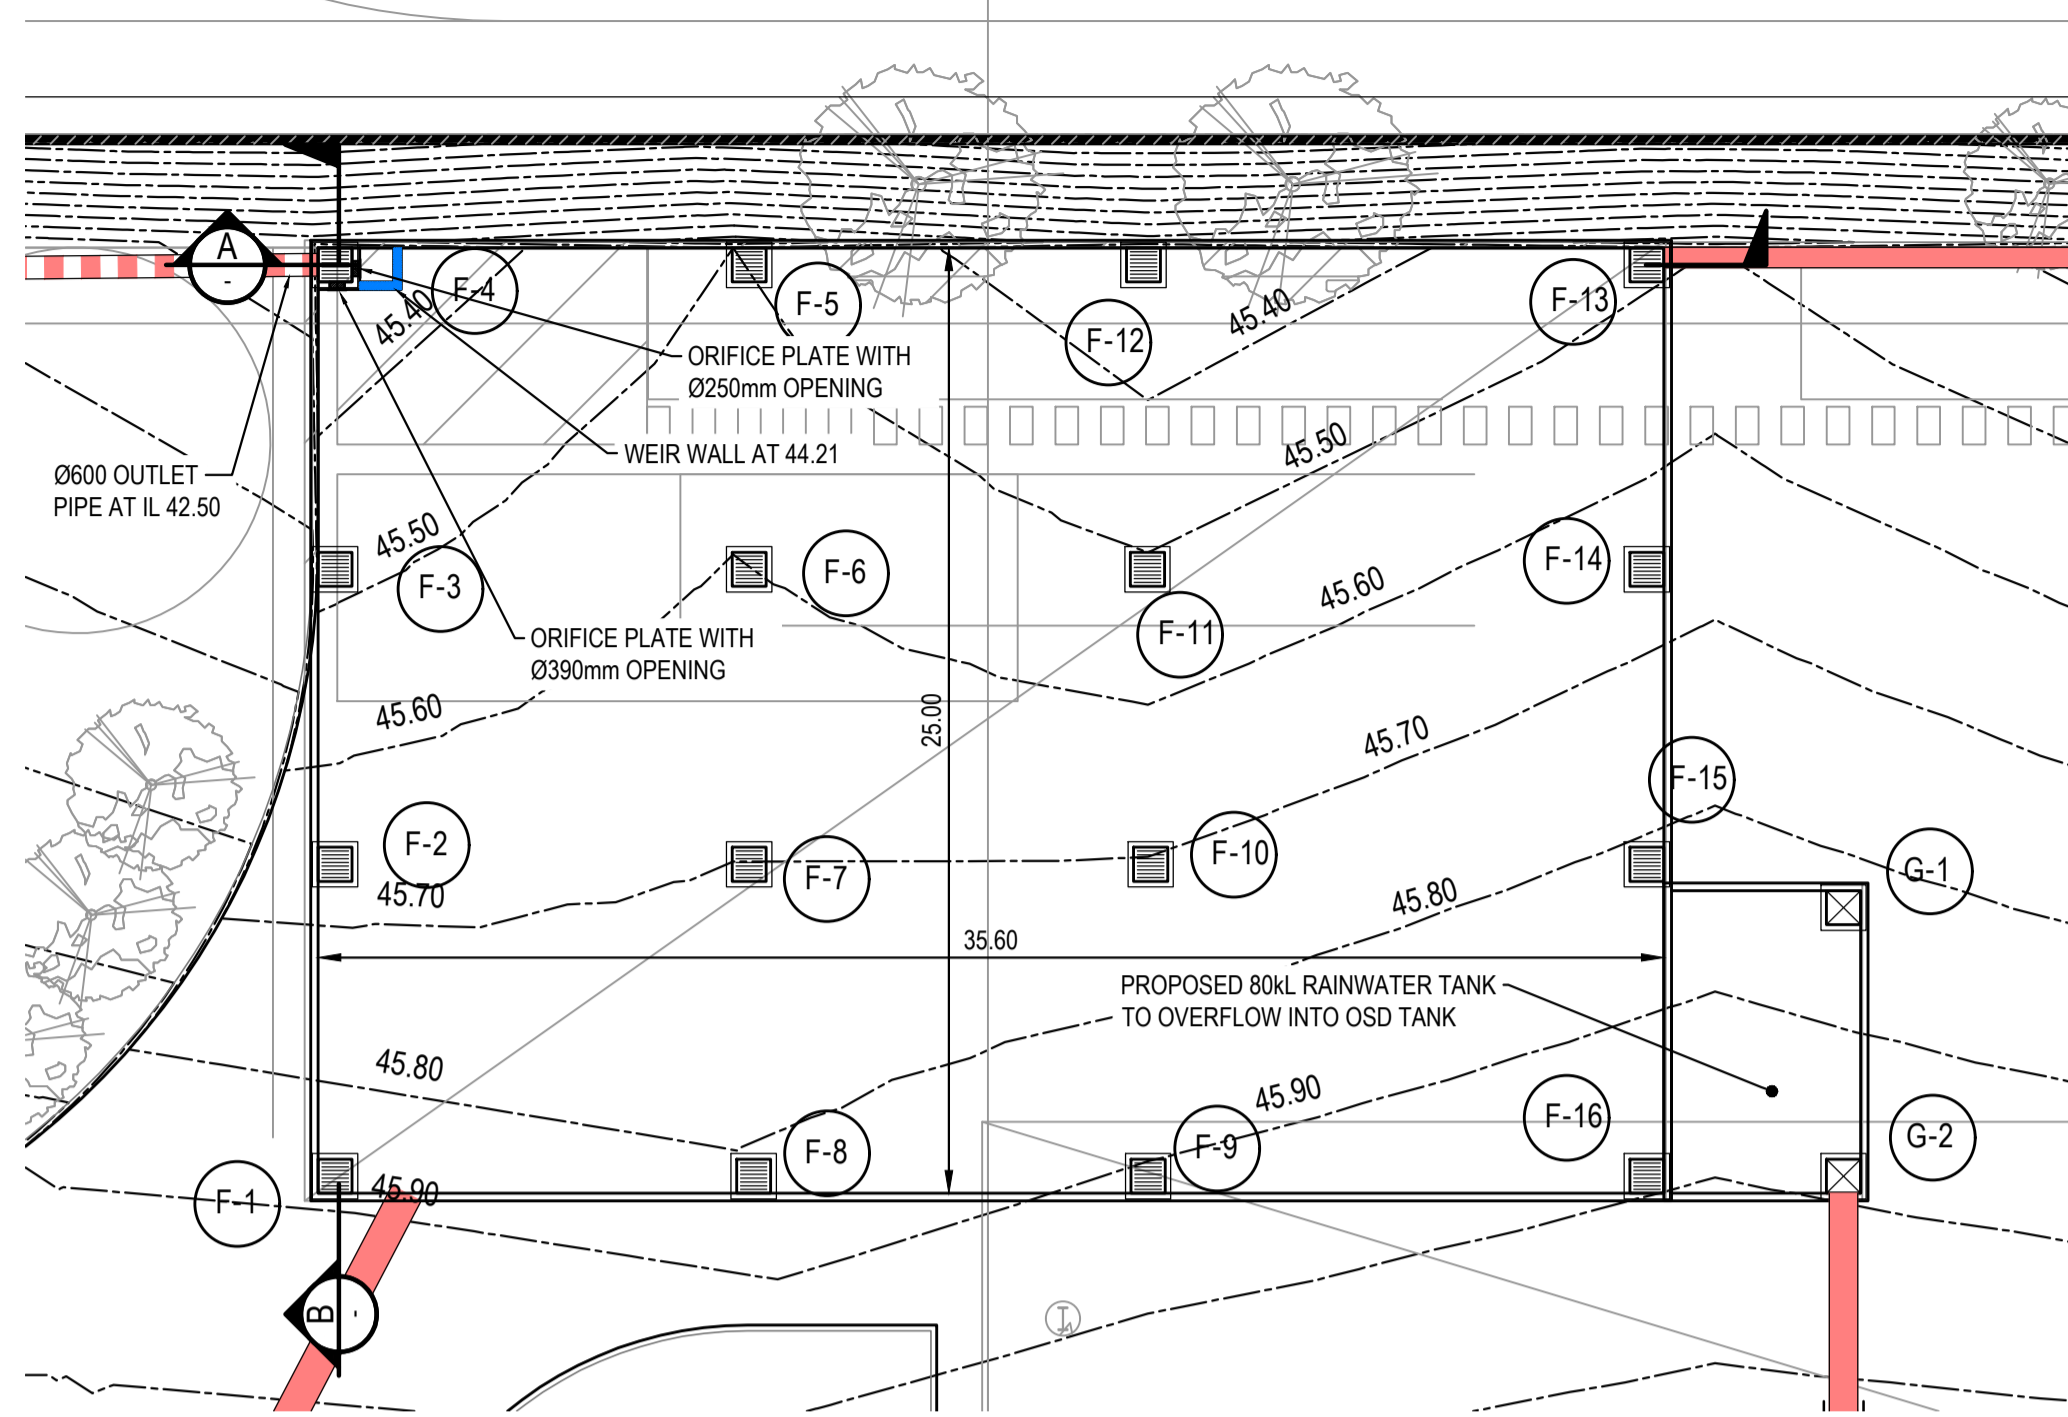 A
-
F-4
F-5
F-12
F-13
45.40
45.40
ORIFICE PLATE WITH
Ø250mm OPENING
WEIR WALL AT 44.21
45.50
Ø600 OUTLET
PIPE AT IL 42.50
45.50
F-3
F-6
F-11
F-14
45.60
ORIFICE PLATE WITH
Ø390mm OPENING
45.60
25.00
45.70
F-15
F-2
F-7
F-10
G-1
45.70
45.80
35.60
PROPOSED 80kL RAINWATER TANK
TO OVERFLOW INTO OSD TANK
45.80
45.90
F-8
F-9
F-16
G-2
F-1
45.90
B
-